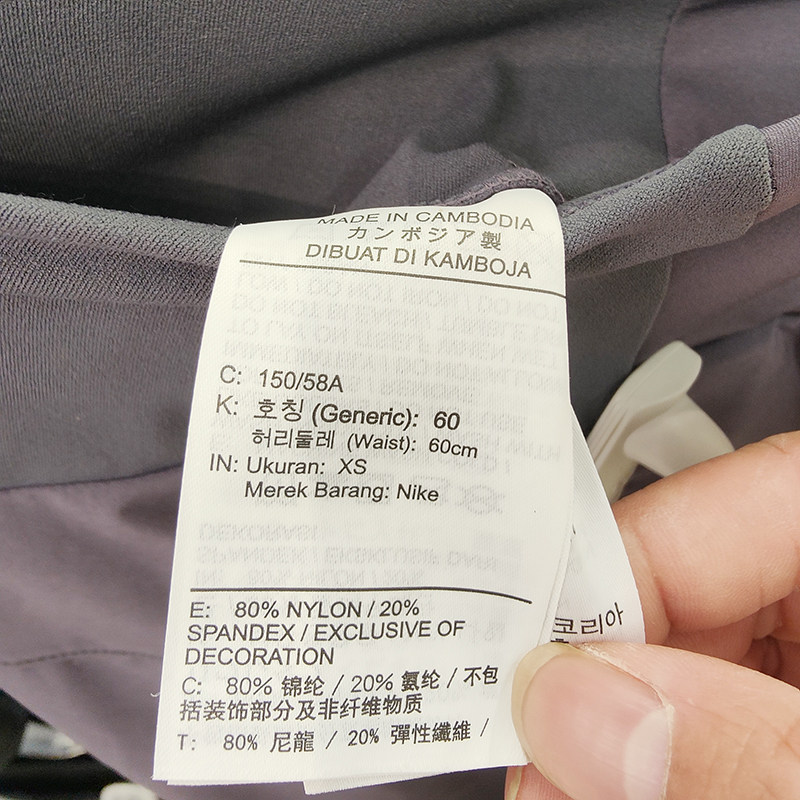 MADE IN CAMBODIA
カンボジア製
DIBUAT DI KAMBOJA
C: 150/58A
K: 호칭 (Generic): 60
허리둘레 (Waist): 60cm
IN: Ukuran: XS
Merek Barang: Nike
E: 80% NYLON / 20%
SPANDEX / EXCLUSIVE OF
DECORATION
C: 80% 锦纶 / 20% 氨纶 / 不包
括装饰部分及非纤维物质
T: 80% 尼龍 / 20% 彈性纖維 /
코리아